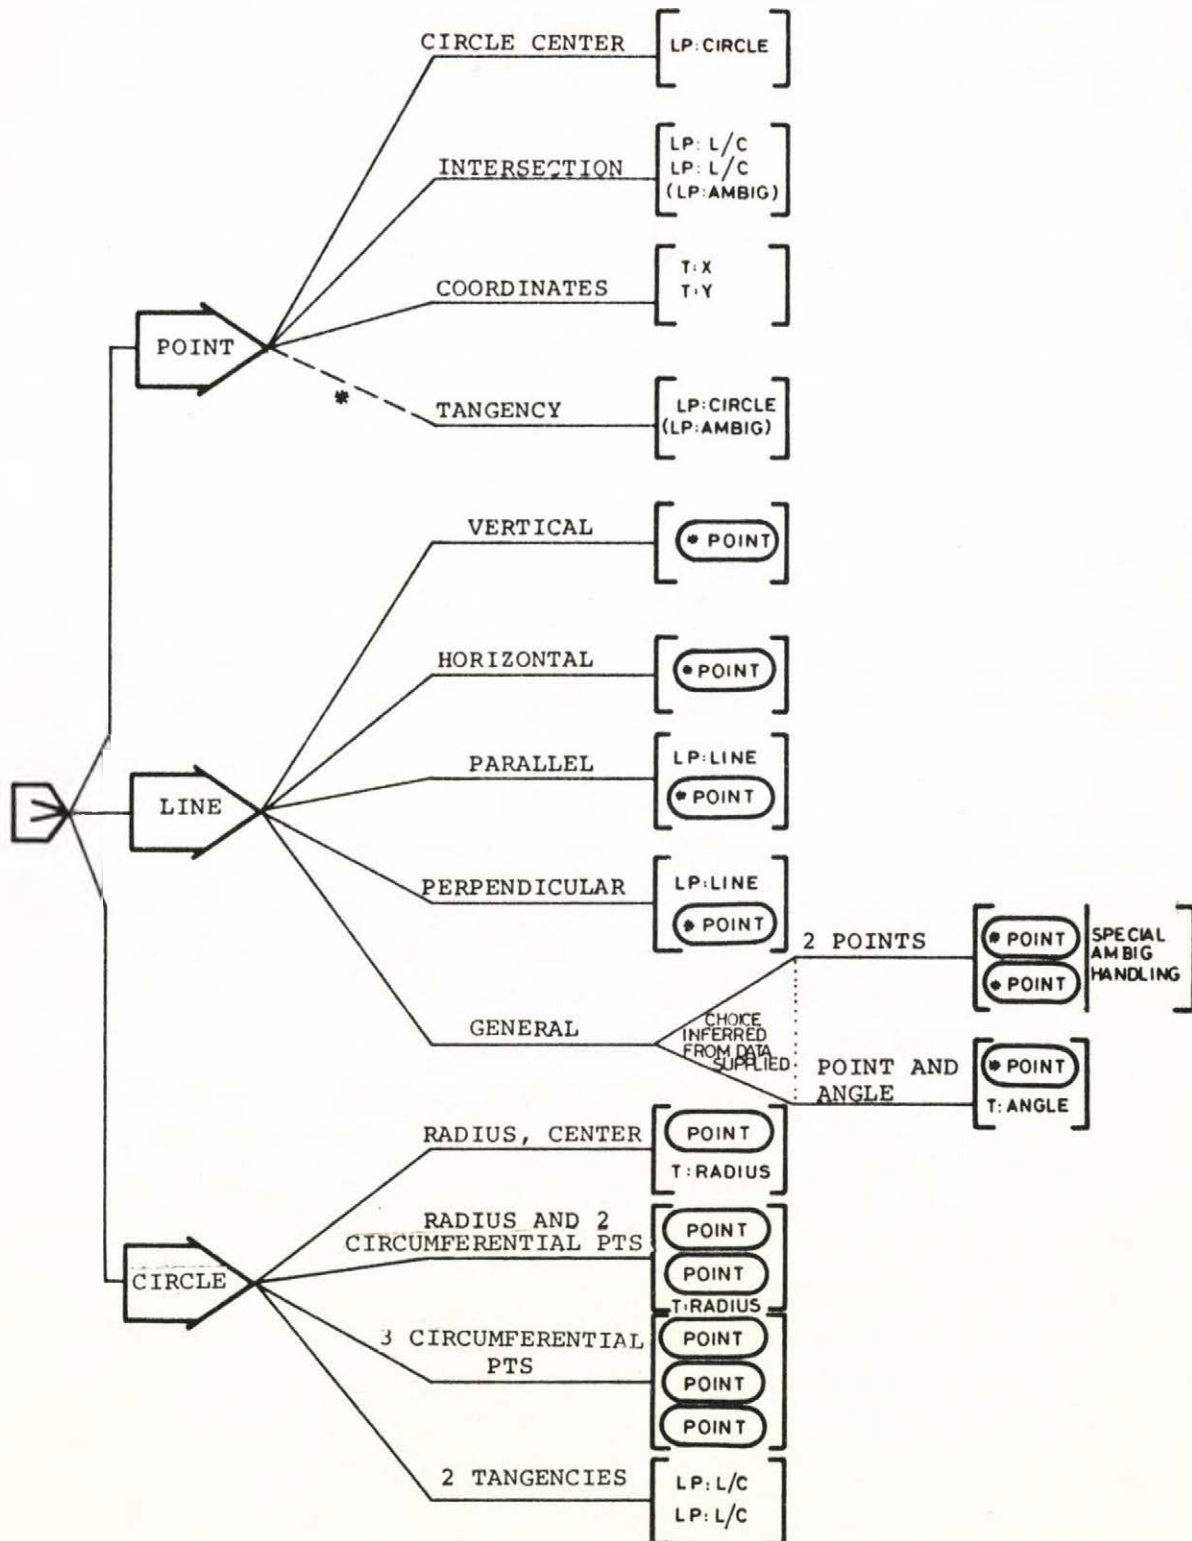 CIRCLE CENTER
LP:CIRCLE
INTERSECTION
LP: L/C
LP: L/C
(LP:AMBIG)
COORDINATES
T:X
T:Y
POINT
*
TANGENCY
LP:CIRCLE
(LP:AMBIG)
VERTICAL
* POINT
HORIZONTAL
* POINT
LINE
PARALLEL
LP:LINE
* POINT
PERPENDICULAR
LP:LINE
* POINT
GENERAL
CHOICE
INFERRED
FROM DATA
SUPPLIED
2 POINTS
* POINT
* POINT
SPECIAL
AMBIG
HANDLING
POINT AND
ANGLE
* POINT
T: ANGLE
CIRCLE
RADIUS, CENTER
POINT
T:RADIUS
RADIUS AND 2
CIRCUMFERENTIAL PTS
POINT
POINT
T:RADIUS
3 CIRCUMFERENTIAL
PTS
POINT
POINT
POINT
2 TANGENCIES
LP: L/C
LP: L/C